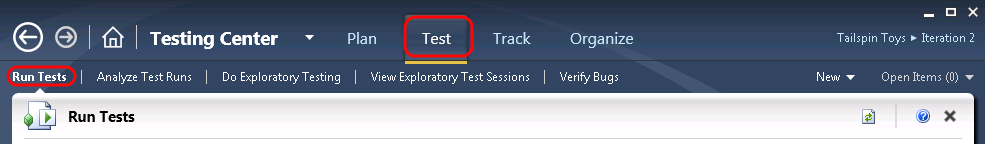 Testing Center Plan Test Track Organize Tailspin Toys ▸ Iteration 2
Run Tests | Analyze Test Runs | Do Exploratory Testing | View Exploratory Test Sessions | Verify Bugs New Open Items (0)
Run Tests